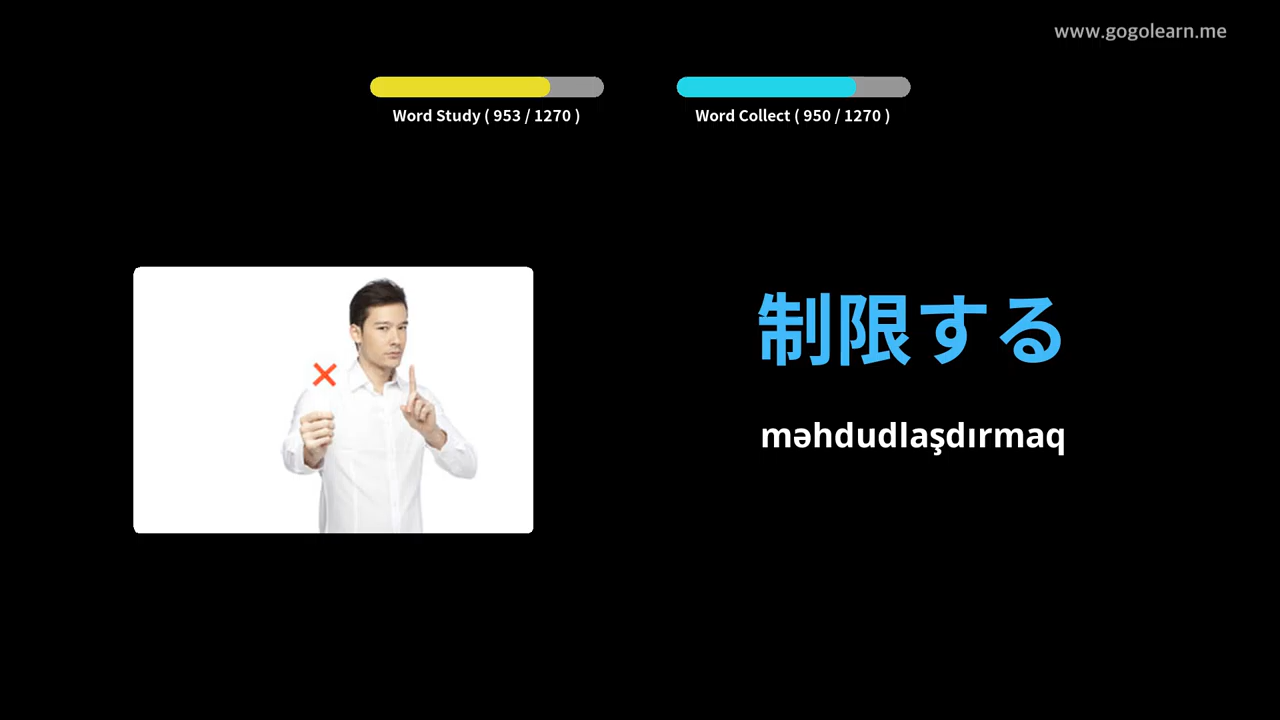 www.gogolearn.me
Word Study ( 953 / 1270 )
Word Collect ( 950 / 1270 )
制限する
məhdudlaşdırmaq